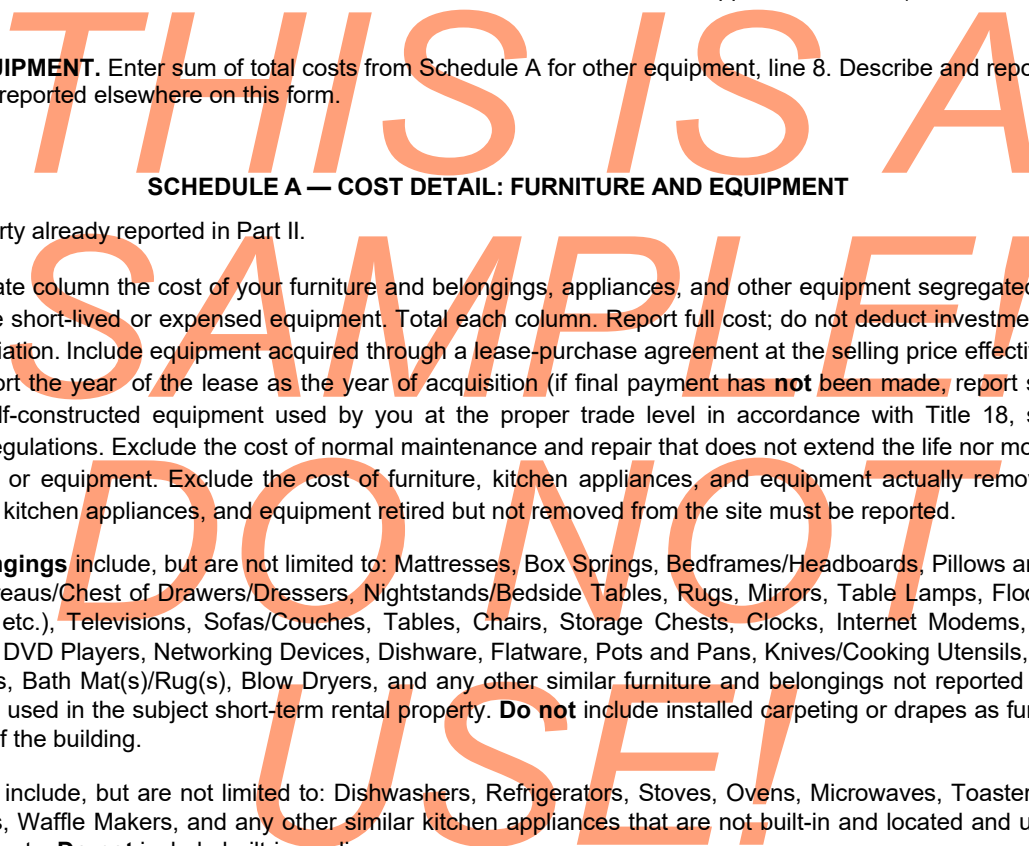 THIS IS A
UIPMENT. Enter sum of total costs from Schedule A for other equipment, line 8. Describe and repo
reported elsewhere on this form.
SCHEDULE A — COST DETAIL: FURNITURE AND EQUIPMENT
rty already reported in Part II.
SAMPLE!
ate column the cost of your furniture and belongings, appliances, and other equipment segregated
e short-lived or expensed equipment. Total each column. Report full cost; do not deduct investme
iation. Include equipment acquired through a lease-purchase agreement at the selling price effecti
ort the year of the lease as the year of acquisition (if final payment has not been made, report s
lf-constructed equipment used by you at the proper trade level in accordance with Title 18, s
egulations. Exclude the cost of normal maintenance and repair that does not extend the life nor mo
DO NOT
or equipment. Exclude the cost of furniture, kitchen appliances, and equipment actually remov
kitchen appliances, and equipment retired but not removed from the site must be reported.
ngings include, but are not limited to: Mattresses, Box Springs, Bedframes/Headboards, Pillows an
reaus/Chest of Drawers/Dressers, Nightstands/Bedside Tables, Rugs, Mirrors, Table Lamps, Floo
etc.), Televisions, Sofas/Couches, Tables, Chairs, Storage Chests, Clocks, Internet Modems,
DVD Players, Networking Devices, Dishware, Flatware, Pots and Pans, Knives/Cooking Utensils,
s, Bath Mat(s)/Rug(s), Blow Dryers, and any other similar furniture and belongings not reported
USE!
used in the subject short-term rental property. Do not include installed carpeting or drapes as fur
f the building.
include, but are not limited to: Dishwashers, Refrigerators, Stoves, Ovens, Microwaves, Toaster
s, Waffle Makers, and any other similar kitchen appliances that are not built-in and located and u